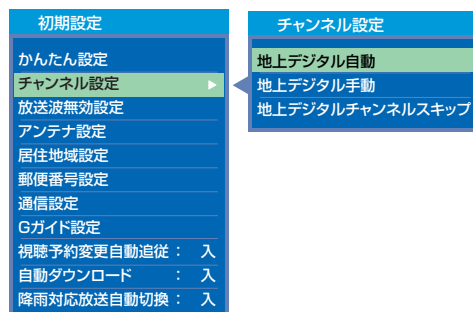 初期設定
かんたん設定
チャンネル設定
放送波無効設定
アンテナ設定
居住地域設定
郵便番号設定
通信設定
Gガイド設定
視聴予約変更自動追従： 入
自動ダウンロード ： 入
降雨対応放送自動切換： 入
チャンネル設定
地上デジタル自動
地上デジタル手動
地上デジタルチャンネルスキップ